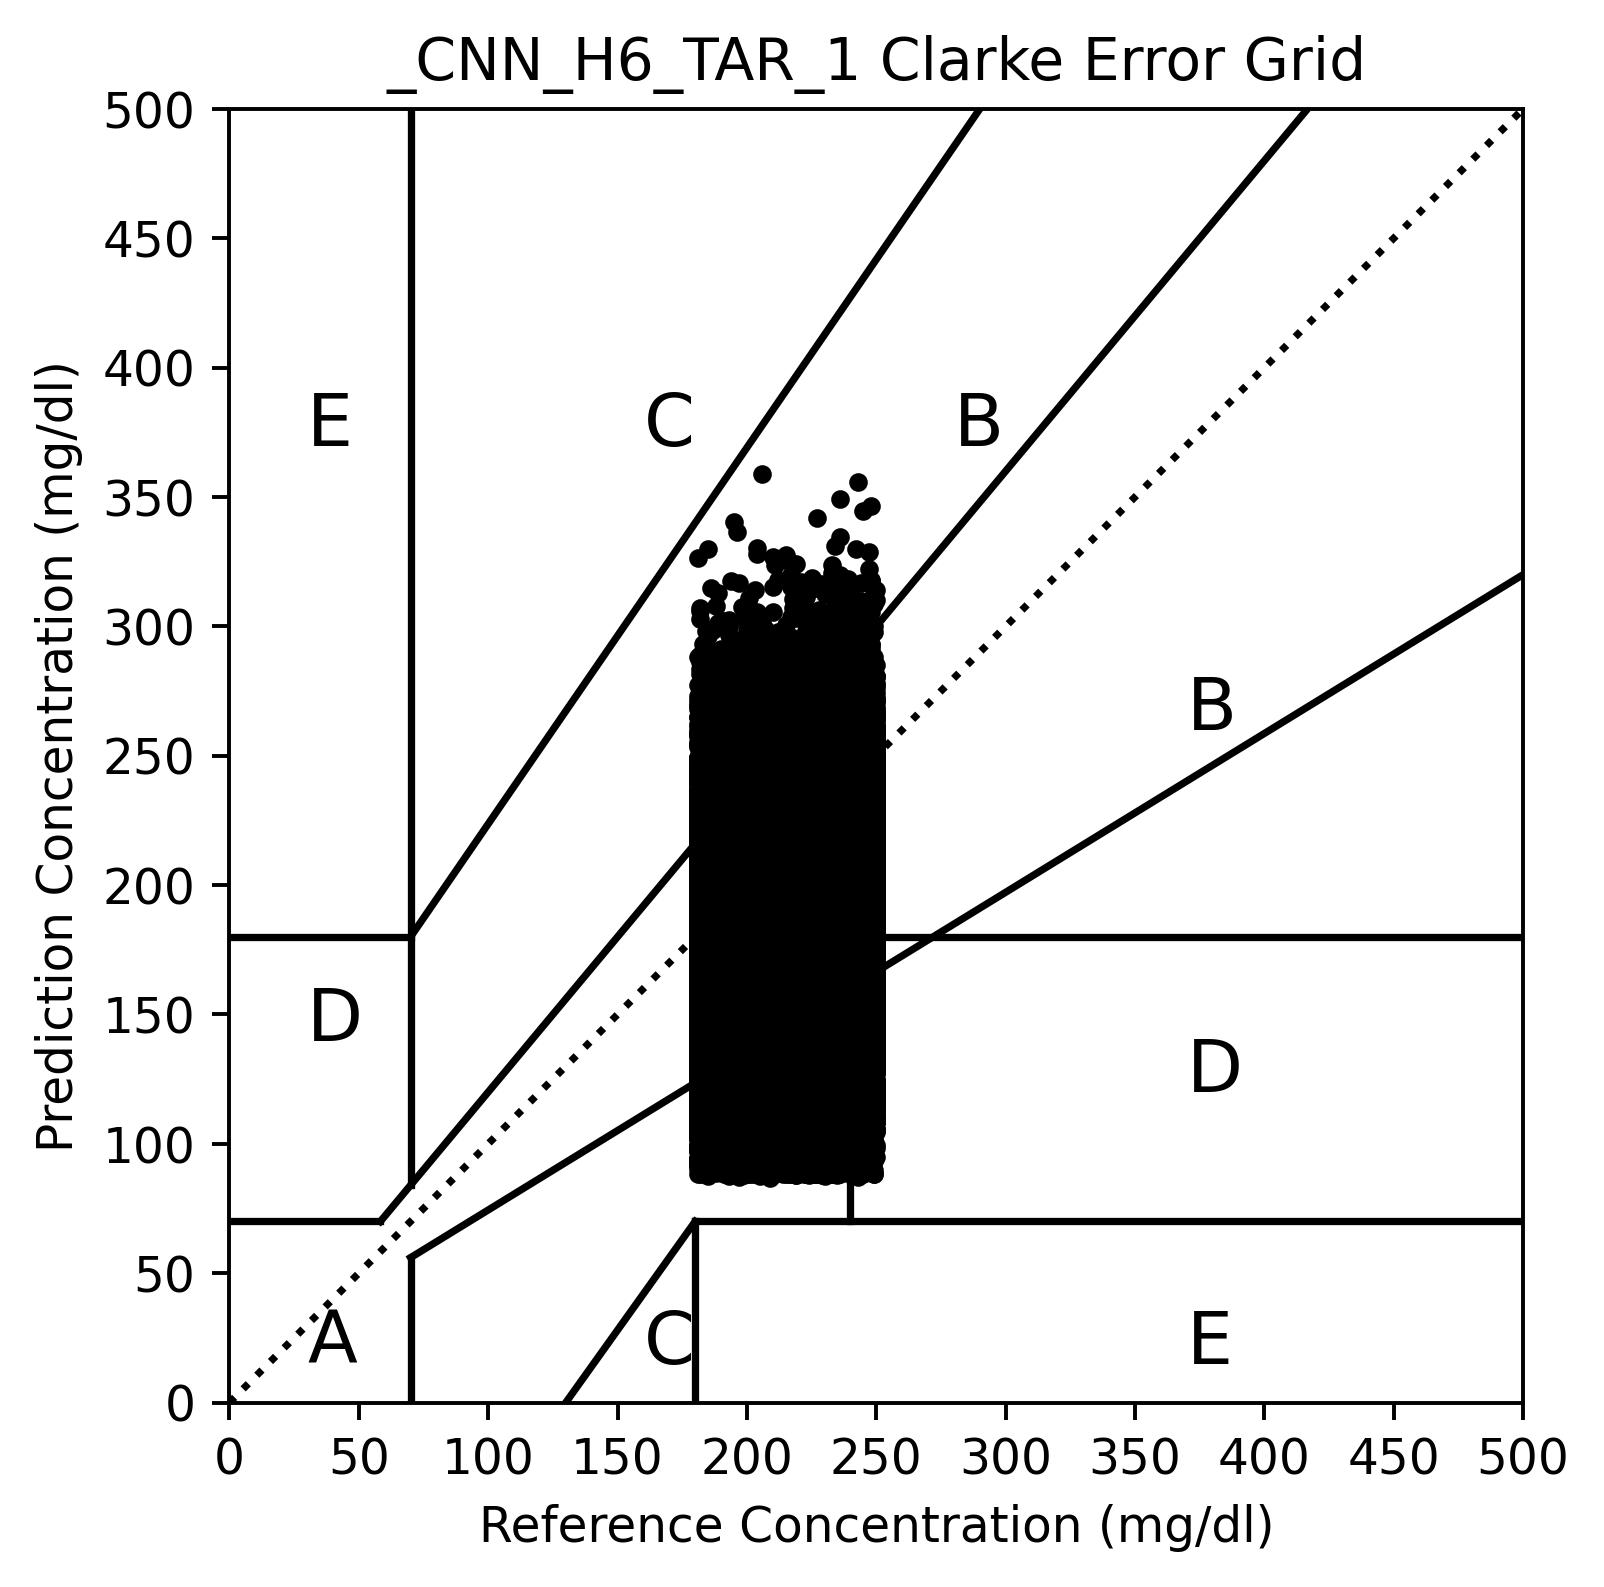 _CNN_H6_TAR_1 Clarke Error Grid
500
450
400
350
300
250
200
150
100
50
0
Prediction Concentration (mg/dl)
E
C
B
B
D
D
A
C
E
0 50 100 150 200 250 300 350 400 450 500
Reference Concentration (mg/dl)